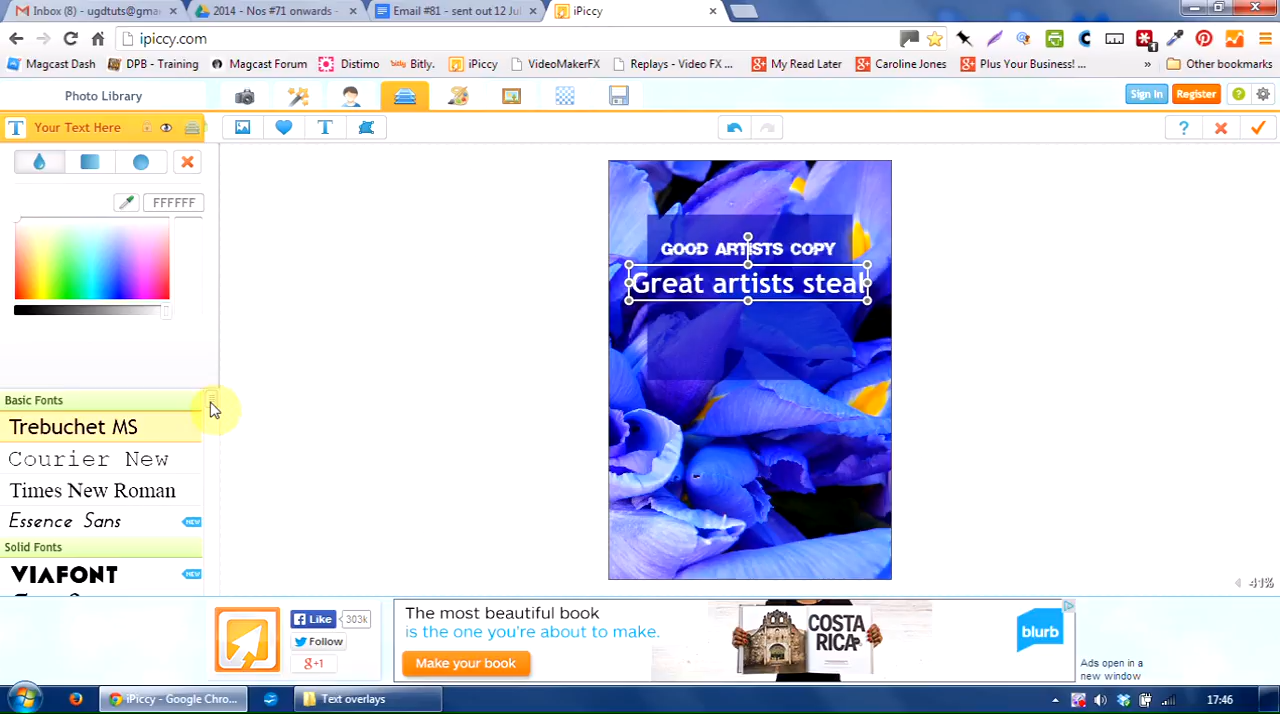 Inbox (8) - ugdtuts@gma
2014 - Nos #71 onwards -
Email #81 - sent out 12 Jul
iPiccy
ipiccy.com
Magcast Dash
DPB - Training
Magcast Forum
Distimo
Bitly.
iPiccy
VideoMakerFX
Replays - Video FX ...
My Read Later
Caroline Jones
Plus Your Business! ...
»
Other bookmarks
Photo Library
Sign In
Register
T Your Text Here
FFFFFF
GOOD ARTISTS COPY
Great artists steal
Basic Fonts
Trebuchet MS
Courier New
Times New Roman
Essence Sans
NEW
Solid Fonts
VIAFONT
NEW
41%
Like
303k
Follow
+1
The most beautiful book
is the one you're about to make.
Make your book
COSTA
RICA
blurb
Ads open in a
new window
iPiccy - Google Chro...
Text overlays
17:46